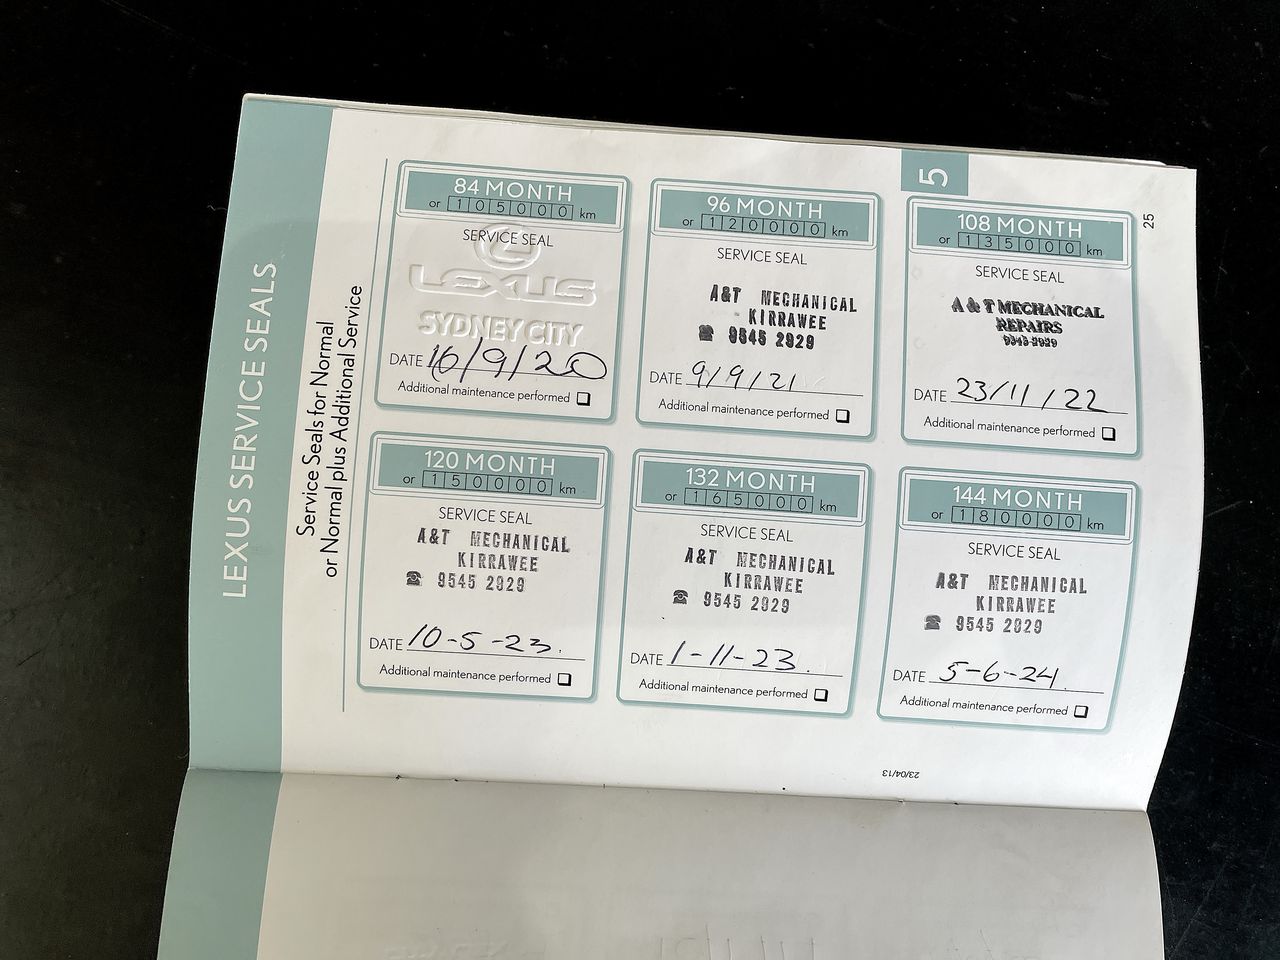 LEXUS SERVICE SEALS
Service Seals for Normal
or Normal plus Additional Service
5
25
84 MONTH
or 105000 km
SERVICE SEAL
LEXUS
SYDNEY CITY
DATE 16/9/20
Additional maintenance performed
96 MONTH
or 120000 km
SERVICE SEAL
A&T MECHANICAL
KIRRAWEE
☎ 9545 2929
DATE 9/9/21
Additional maintenance performed
108 MONTH
or 135000 km
SERVICE SEAL
A & T MECHANICAL
REPAIRS
DATE 23/11/22
Additional maintenance performed
120 MONTH
or 150000 km
SERVICE SEAL
A&T MECHANICAL
KIRRAWEE
☎ 9545 2929
DATE 10-5-23.
Additional maintenance performed
132 MONTH
or 165000 km
SERVICE SEAL
A&T MECHANICAL
KIRRAWEE
☎ 9545 2929
DATE 1-11-23.
Additional maintenance performed
144 MONTH
or 180000 km
SERVICE SEAL
A&T MECHANICAL
KIRRAWEE
☎ 9545 2929
DATE 5-6-24.
Additional maintenance performed
23/04/13